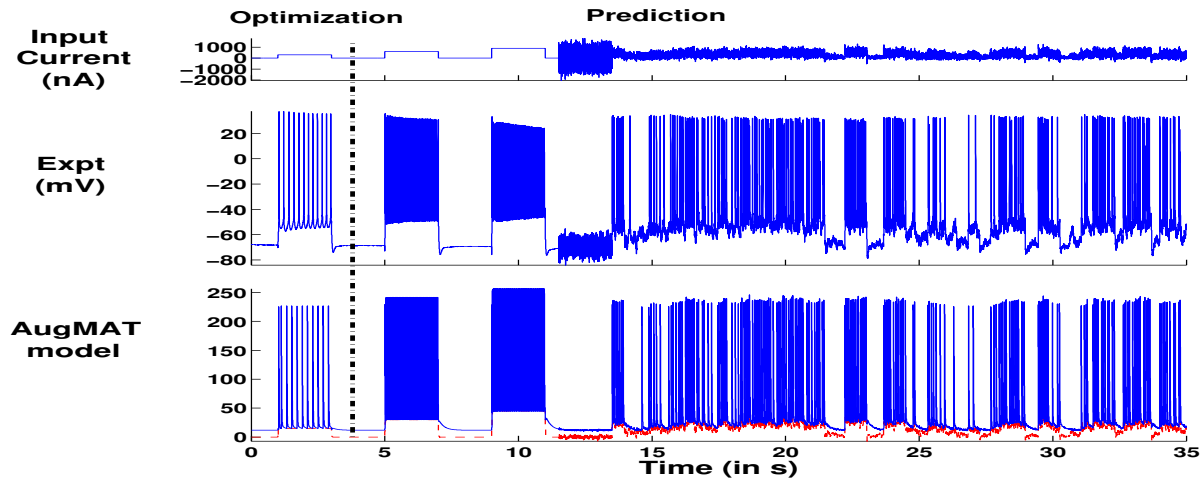 Optimization
Prediction
Input
Current
(nA)
1000
0
−1000
−2000
Expt
(mV)
20
0
−20
−40
−60
−80
AugMAT
model
250
200
150
100
50
0
0 5 10 15 20 25 30 35
Time (in s)